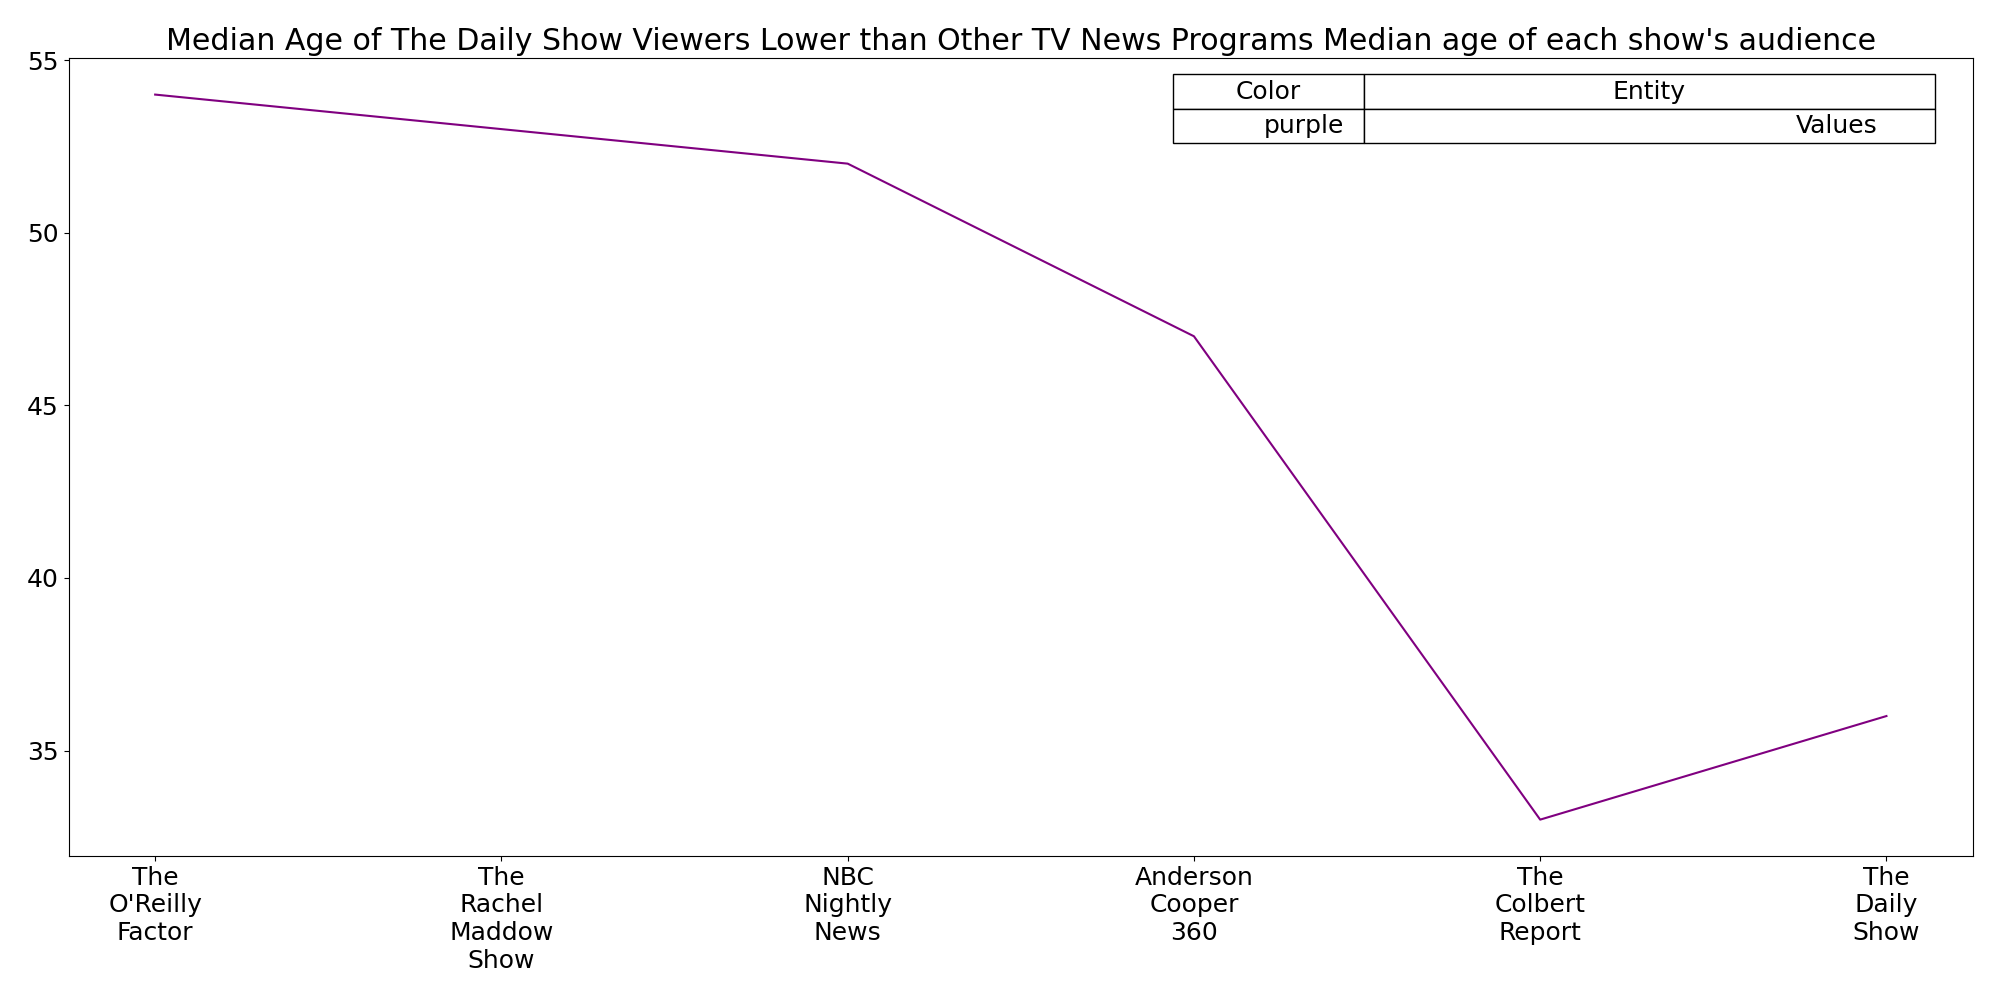 Median Age of The Daily Show Viewers Lower than Other TV News Programs Median age of each show's audience
Color Entity
purple Values
55
50
45
40
35
The O'Reilly Factor
The Rachel Maddow Show
NBC Nightly News
Anderson Cooper 360
The Colbert Report
The Daily Show